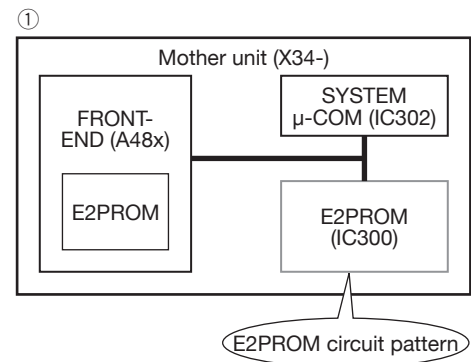 ①
Mother unit (X34-)
FRONT-
END (A48x)
E2PROM
SYSTEM
µ-COM (IC302)
E2PROM
(IC300)
E2PROM circuit pattern